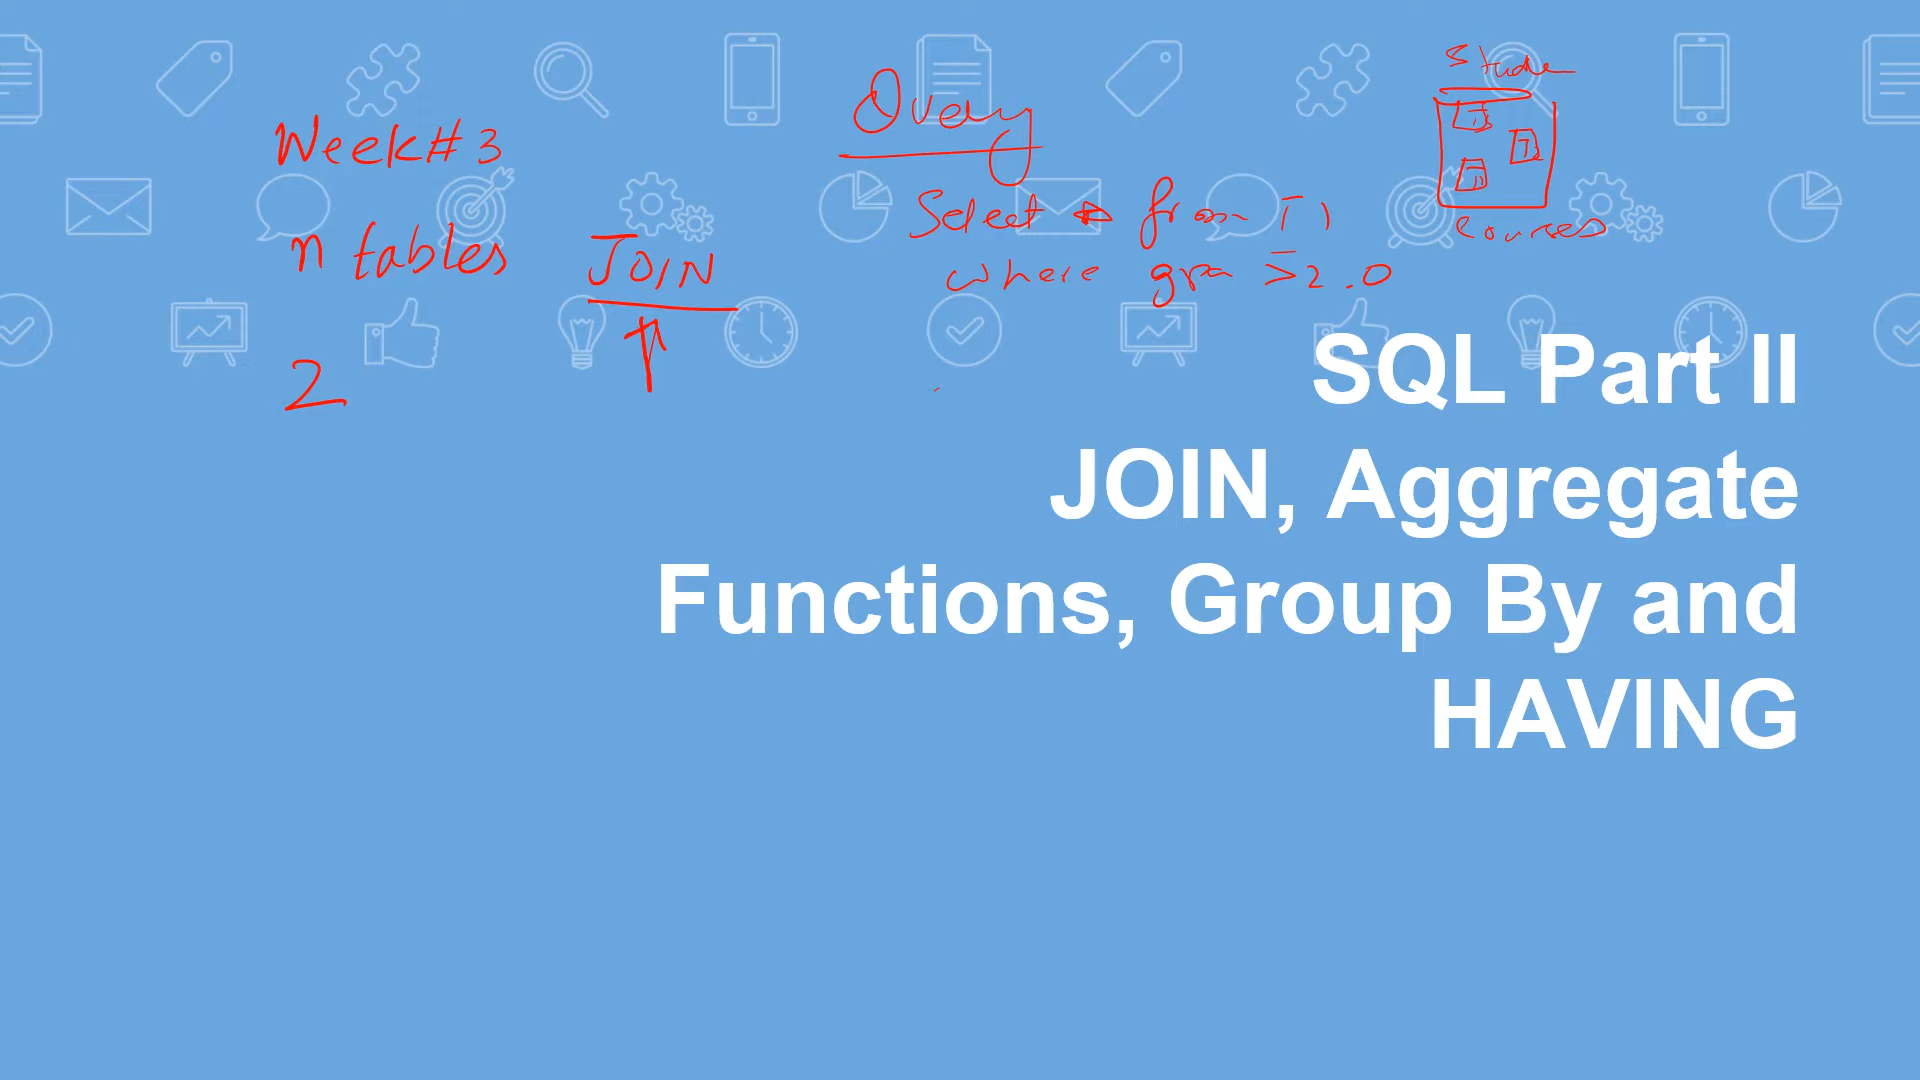 Week#3
n tables
JOIN
2
Query
Select * from T1
where gpa >2.0
courses
SQL Part II
JOIN, Aggregate
Functions, Group By and
HAVING